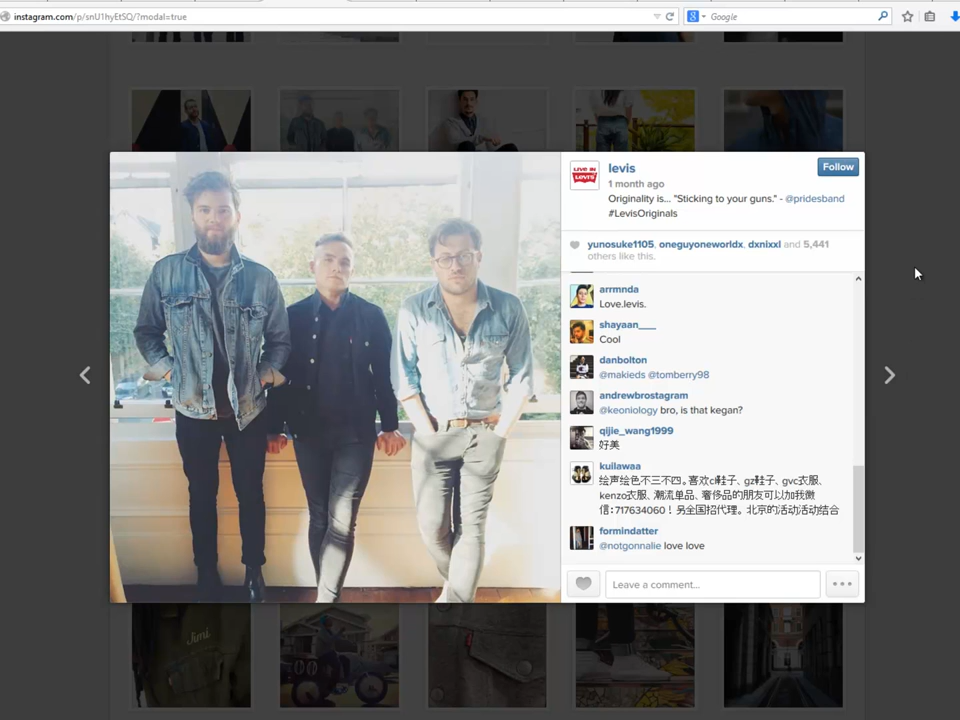 instagram.com/p/snU1hyEtSQ/?modal=true
Google
LIVE IN
LEVI'S
levis
Follow
1 month ago
Originality is... "Sticking to your guns." - @pridesband
#LevisOriginals
yunosuke1105, oneguyoneworldx, dxnixxl and 5,441
others like this.
arrmnda
Love.levis.
shayaan___
Cool
danbolton
@makieds @tomberry98
andrewbrostagram
@keoniology bro, is that kegan?
qijie_wang1999
好美
kuilawaa
绘声绘色不三不四。喜欢cl鞋子、gz鞋子、gvc衣服、
kenzo衣服、潮流单品、奢侈品的朋友可以加我微
信:717634060！另全国招代理。北京的活动活动结合
formindatter
@notgonnalie love love
Leave a comment...
Jimi